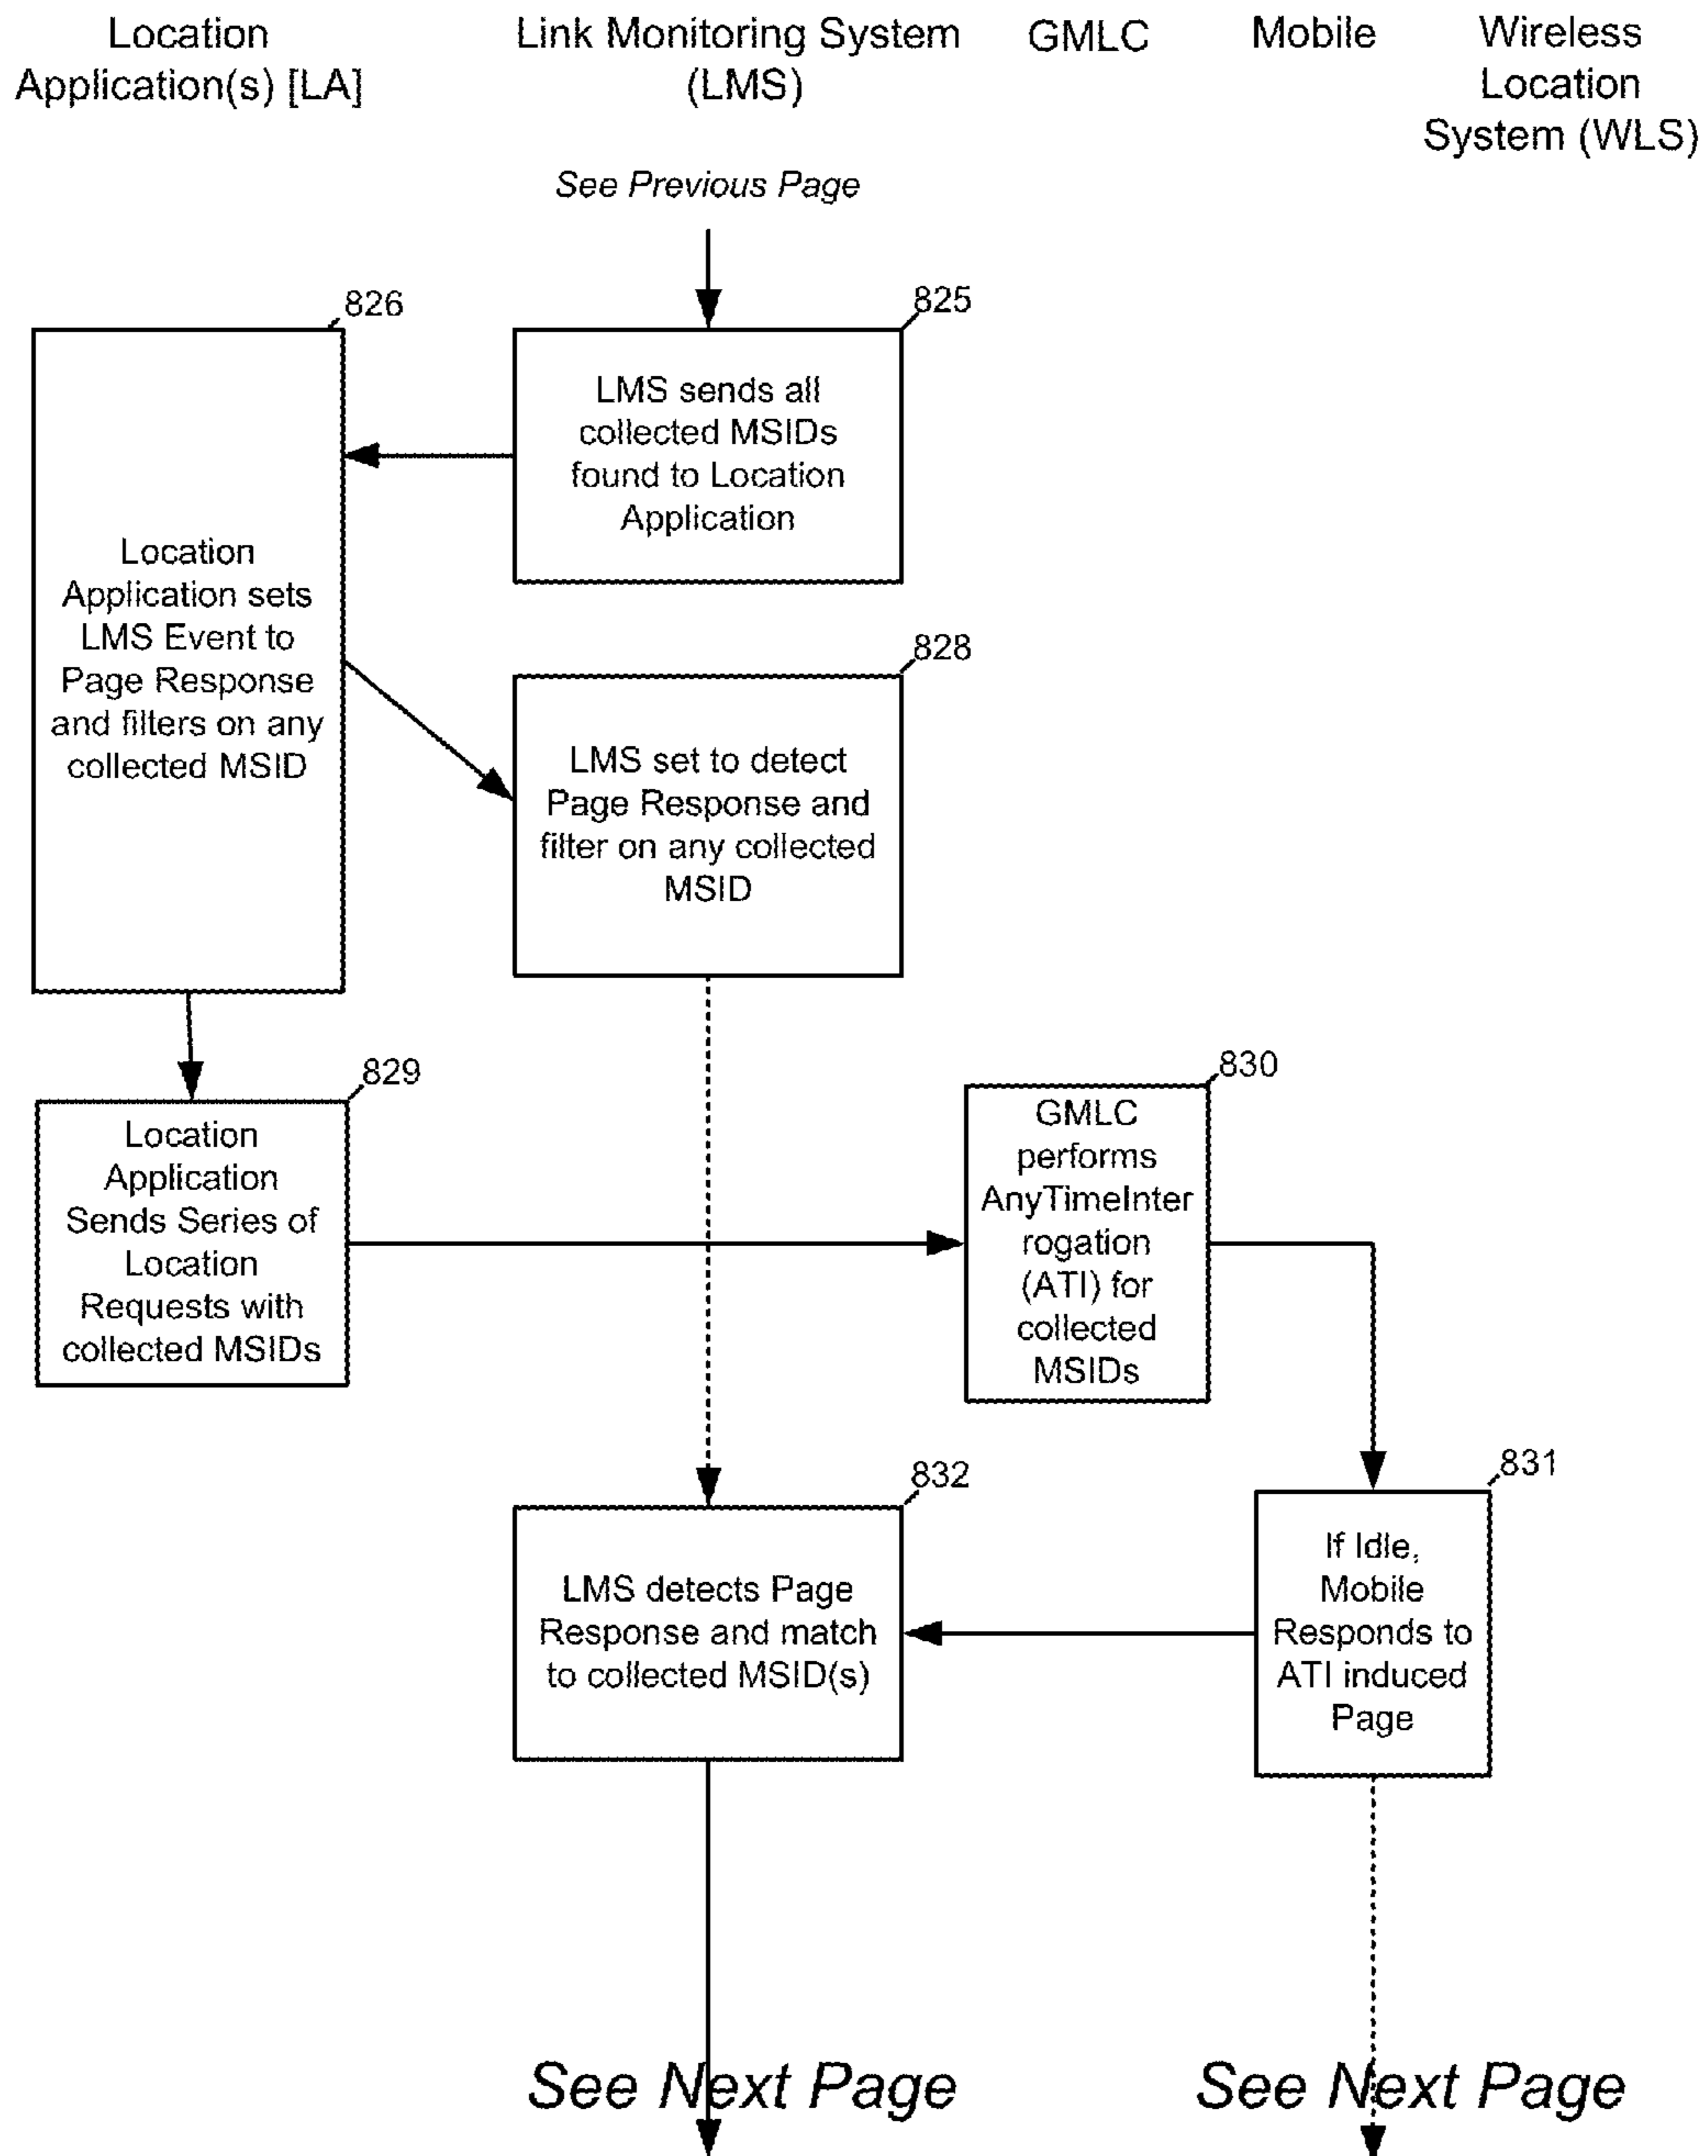 Location
Application(s) [LA]
Link Monitoring System
(LMS)
GMLC
Mobile
Wireless
Location
System (WLS)
See Previous Page
826
825
LMS sends all
collected MSIDs
found to Location
Application
Location
Application sets
LMS Event to
Page Response
and filters on any
collected MSID
828
LMS set to detect
Page Response and
filter on any collected
MSID
829
Location
Application
Sends Series of
Location
Requests with
collected MSIDs
830
GMLC
performs
AnyTimeInter
rogation
(ATI) for
collected
MSIDs
831
If Idle,
Mobile
Responds to
ATI induced
Page
832
LMS detects Page
Response and match
to collected MSID(s)
See Next Page
See Next Page